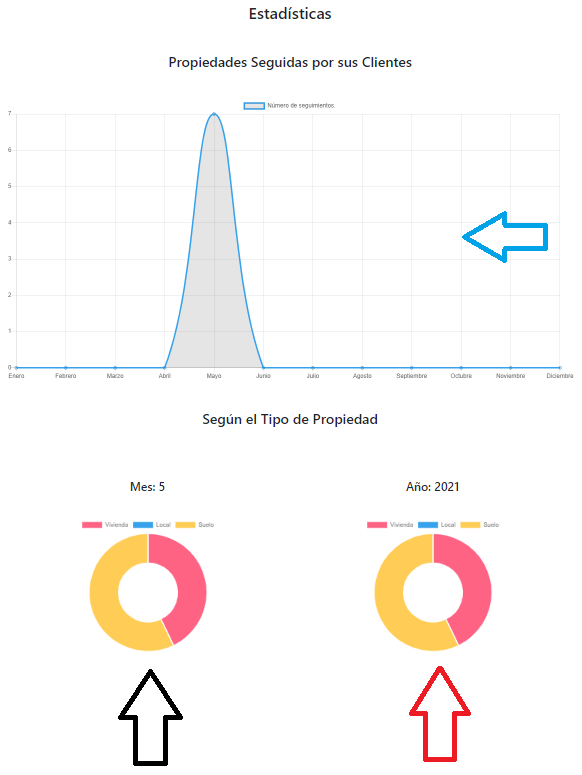 Estadísticas
Propiedades Seguidas por sus Clientes
Número de seguimientos.
7
6
5
4
3
2
1
0
Enero Febrero Marzo Abril Mayo Junio Julio Agosto Septiembre Octubre Noviembre Diciembre
Según el Tipo de Propiedad
Mes: 5 Año: 2021
Vivienda Local Suelo Vivienda Local Suelo